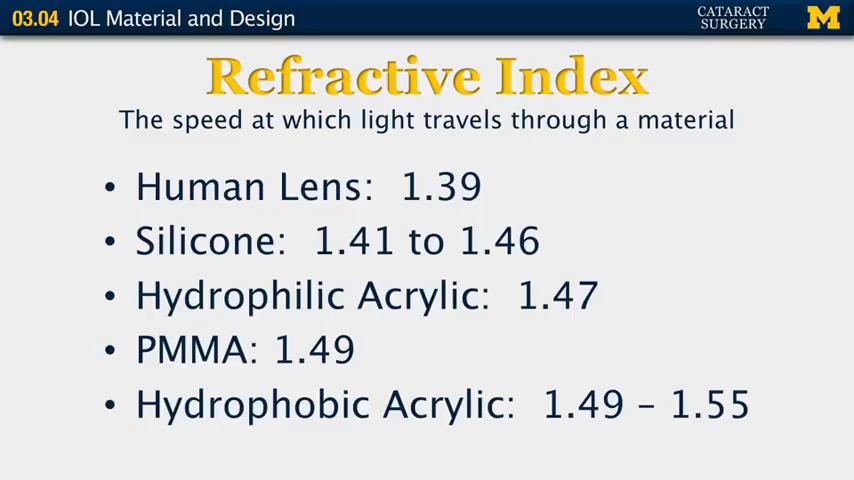 03.04 IOL Material and Design
CATARACT
SURGERY
M
Refractive Index
The speed at which light travels through a material
• Human Lens: 1.39
• Silicone: 1.41 to 1.46
• Hydrophilic Acrylic: 1.47
• PMMA: 1.49
• Hydrophobic Acrylic: 1.49 – 1.55